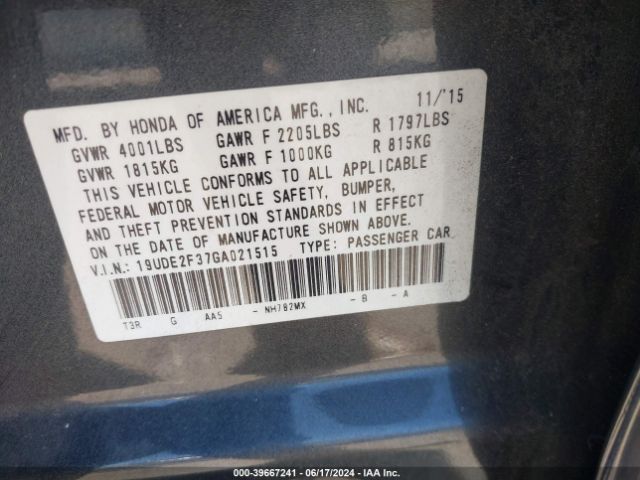 MFD. BY HONDA OF AMERICA MFG., INC. 11/'15
GVWR 4001LBS GAWR F 2205LBS R 1797LBS
GVWR 1815KG GAWR F 1000KG R 815KG
THIS VEHICLE CONFORMS TO ALL APPLICABLE
FEDERAL MOTOR VEHICLE SAFETY, BUMPER,
AND THEFT PREVENTION STANDARDS IN EFFECT
ON THE DATE OF MANUFACTURE SHOWN ABOVE.
V.I.N.: 19UDE2F37GA021515 TYPE: PASSENGER CAR
T3R G AA5 - NH782MX - B - A
000-39667241 - 06/17/2024 - IAA Inc.